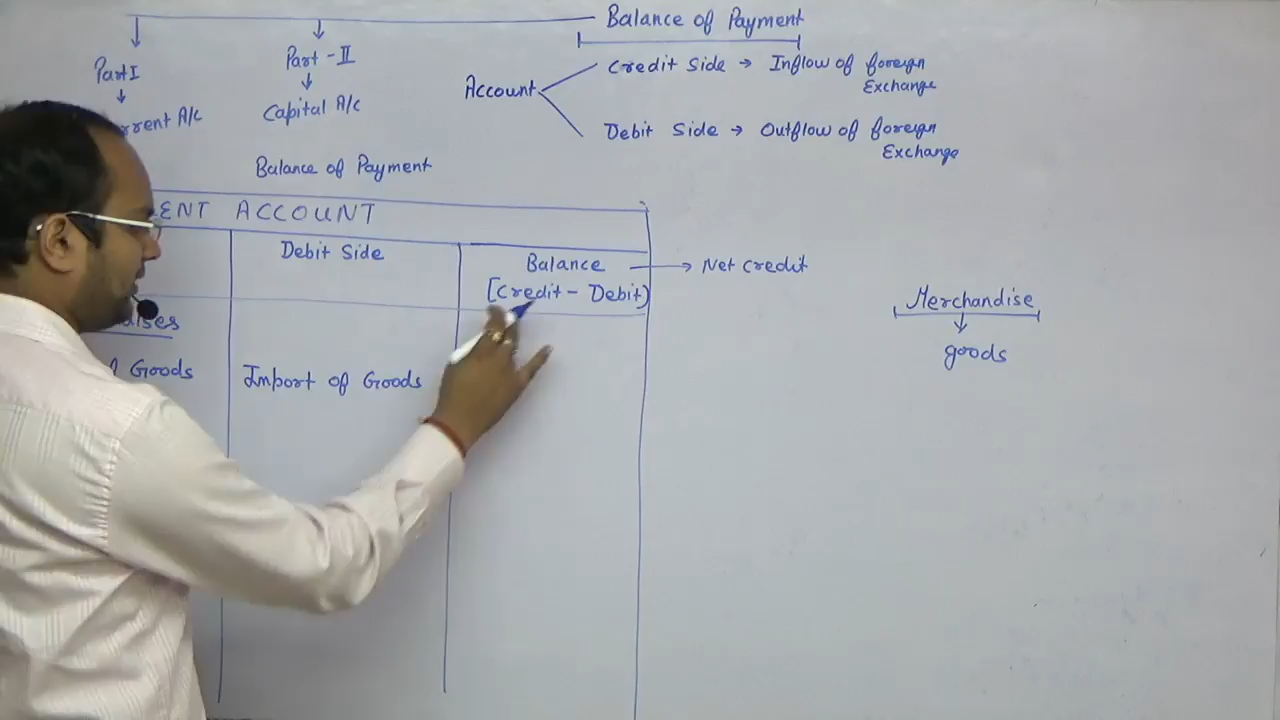 Balance of Payment
Part I
Part - II
Account
Credit Side → Inflow of foreign
Exchange
Capital A/c
A/c
Debit Side → Outflow of foreign
Exchange
Balance of Payment
ENT ACCOUNT
Debit Side
Balance → Net Credit
[Credit - Debit)
Merchandise
goods
Goods
Import of Goods